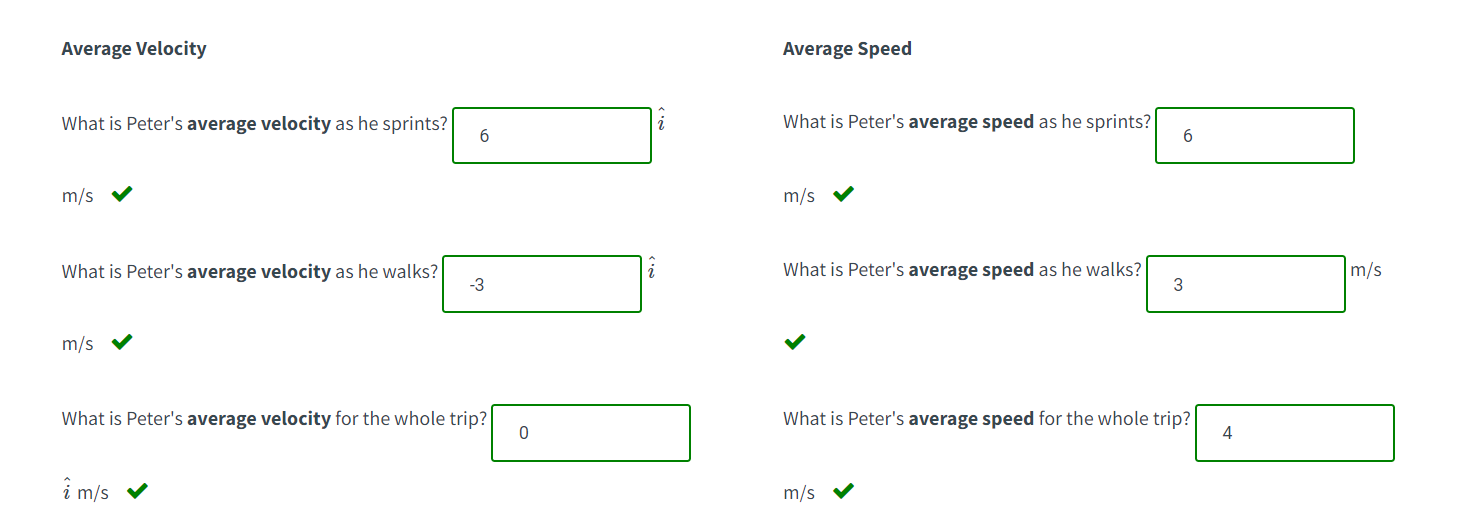 Average Velocity
What is Peter's average velocity as he sprints? 6 î
m/s
What is Peter's average velocity as he walks? -3 î
m/s
What is Peter's average velocity for the whole trip? 0
î m/s
Average Speed
What is Peter's average speed as he sprints? 6
m/s
What is Peter's average speed as he walks? 3 m/s
What is Peter's average speed for the whole trip? 4
m/s